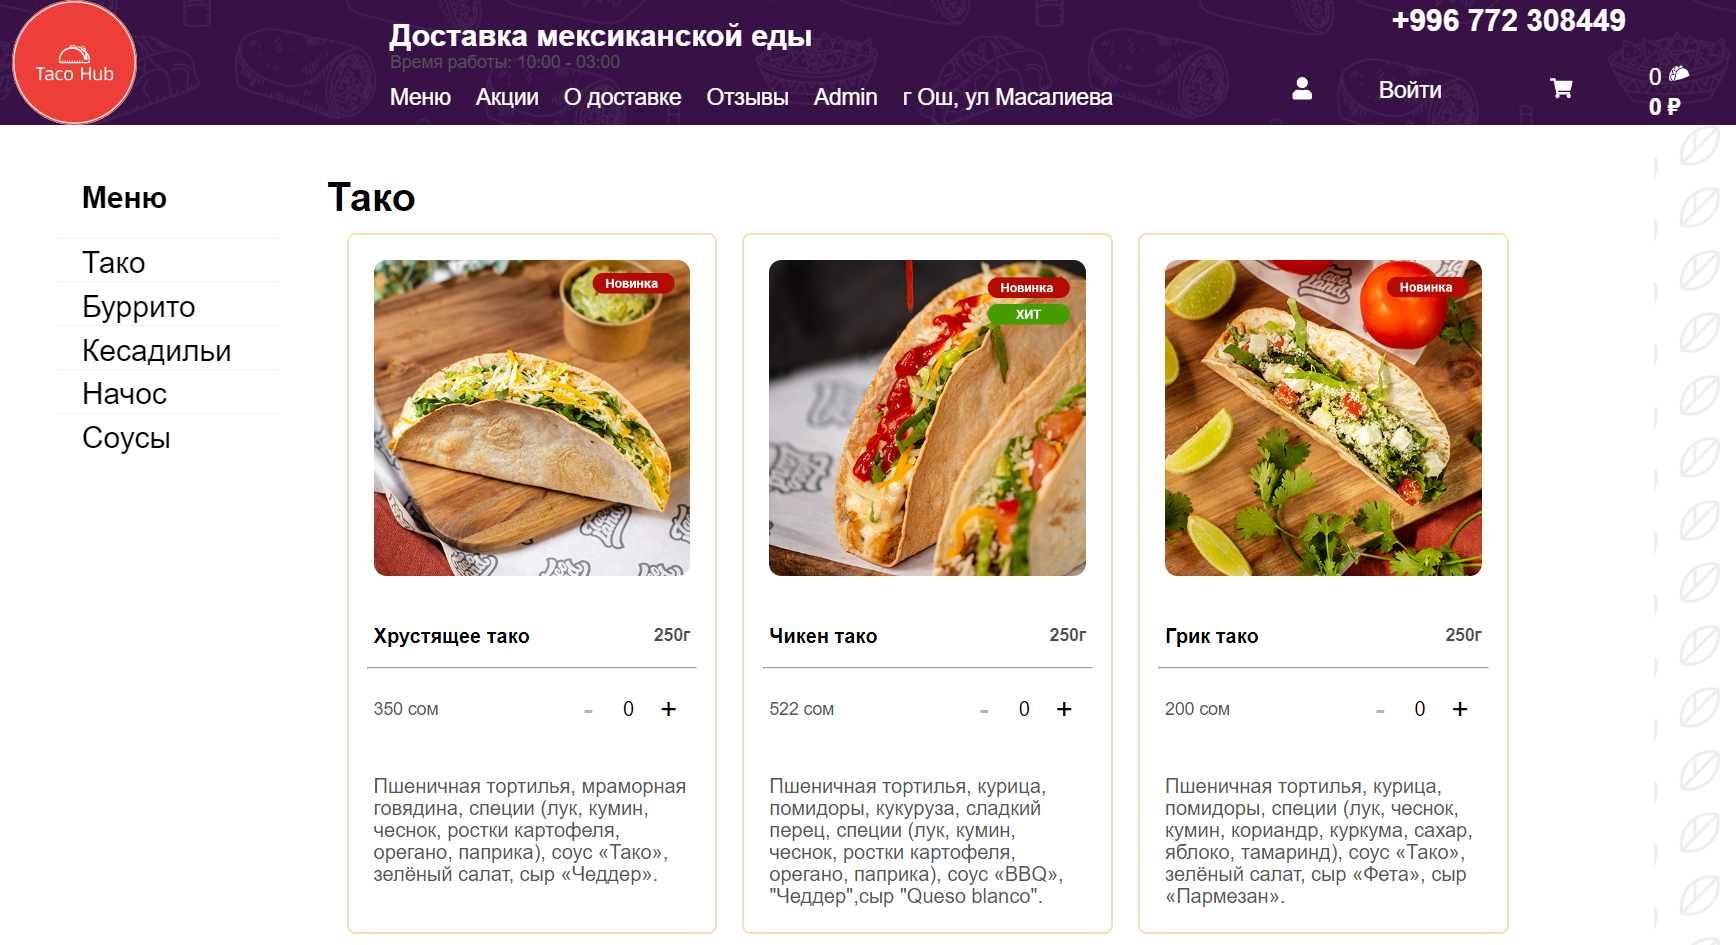 Taco Hub
Доставка мексиканской еды
Время работы: 10:00 - 03:00
Меню Акции О доставке Отзывы Admin г Ош, ул Масалиева
+996 772 308449
Войти
0
0 ₽
Меню
Тако
Буррито
Кесадильи
Начос
Соусы
Тако
Новинка
Хрустящее тако 250г
350 сом - 0 +
Пшеничная тортилья, мраморная
говядина, специи (лук, кумин,
чеснок, ростки картофеля,
орегано, паприка), соус «Тако»,
зелёный салат, сыр «Чеддер».
Новинка
ХИТ
Чикен тако 250г
522 сом - 0 +
Пшеничная тортилья, курица,
помидоры, кукуруза, сладкий
перец, специи (лук, кумин,
чеснок, ростки картофеля,
орегано, паприка), соус «BBQ»,
"Чеддер",сыр "Queso blanco".
Новинка
Грик тако 250г
200 сом - 0 +
Пшеничная тортилья, курица,
помидоры, специи (лук, чеснок,
кумин, кориандр, куркума, сахар,
яблоко, тамаринд), соус «Тако»,
зелёный салат, сыр «Фета», сыр
«Пармезан».